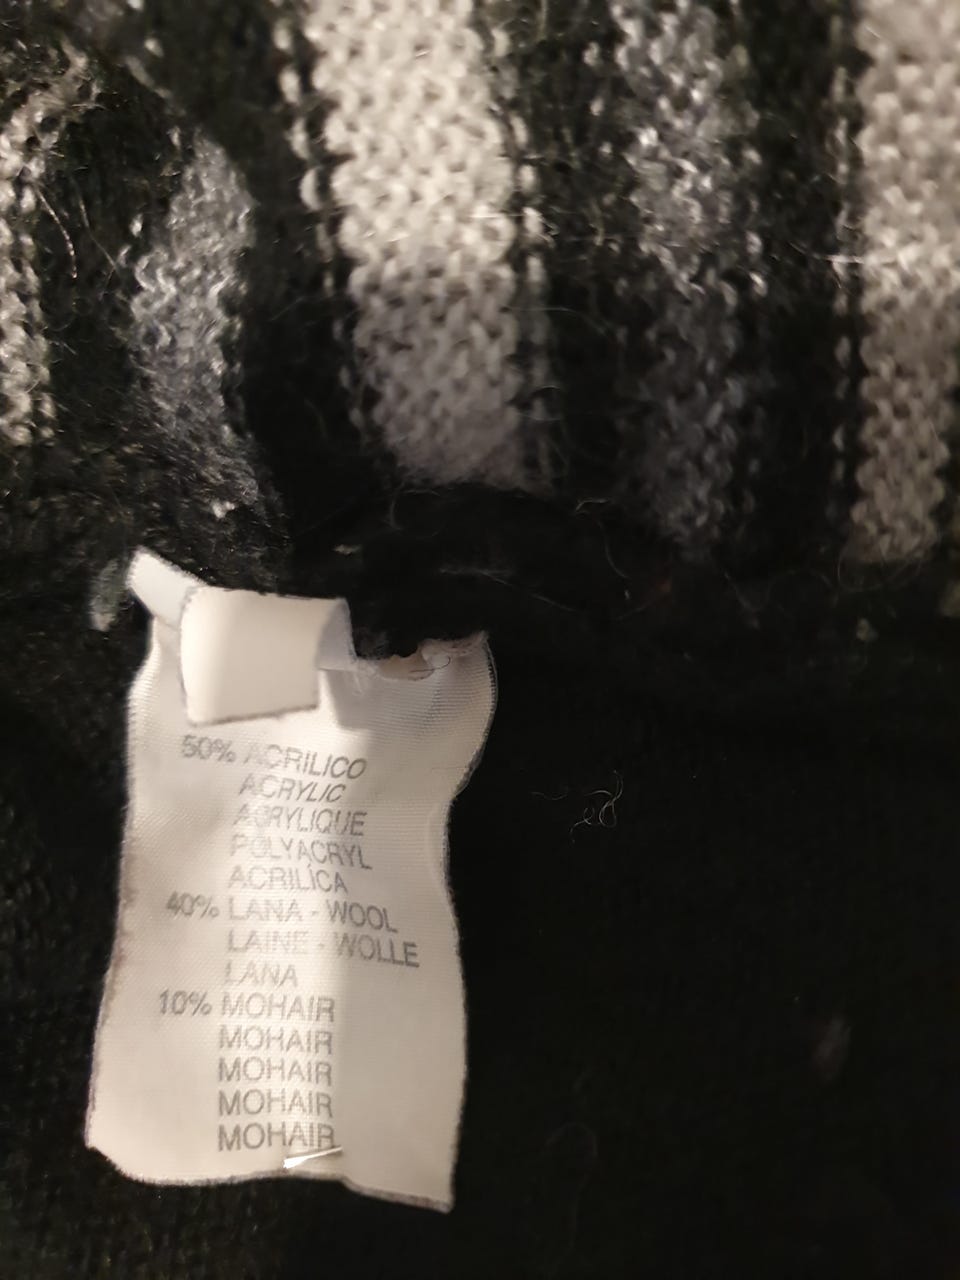 50% ACRILICO
ACRYLIC
ACRYLIQUE
POLYACRYL
ACRILICA
40% LANA - WOOL
LAINE - WOLLE
LANA
10% MOHAIR
MOHAIR
MOHAIR
MOHAIR
MOHAIR